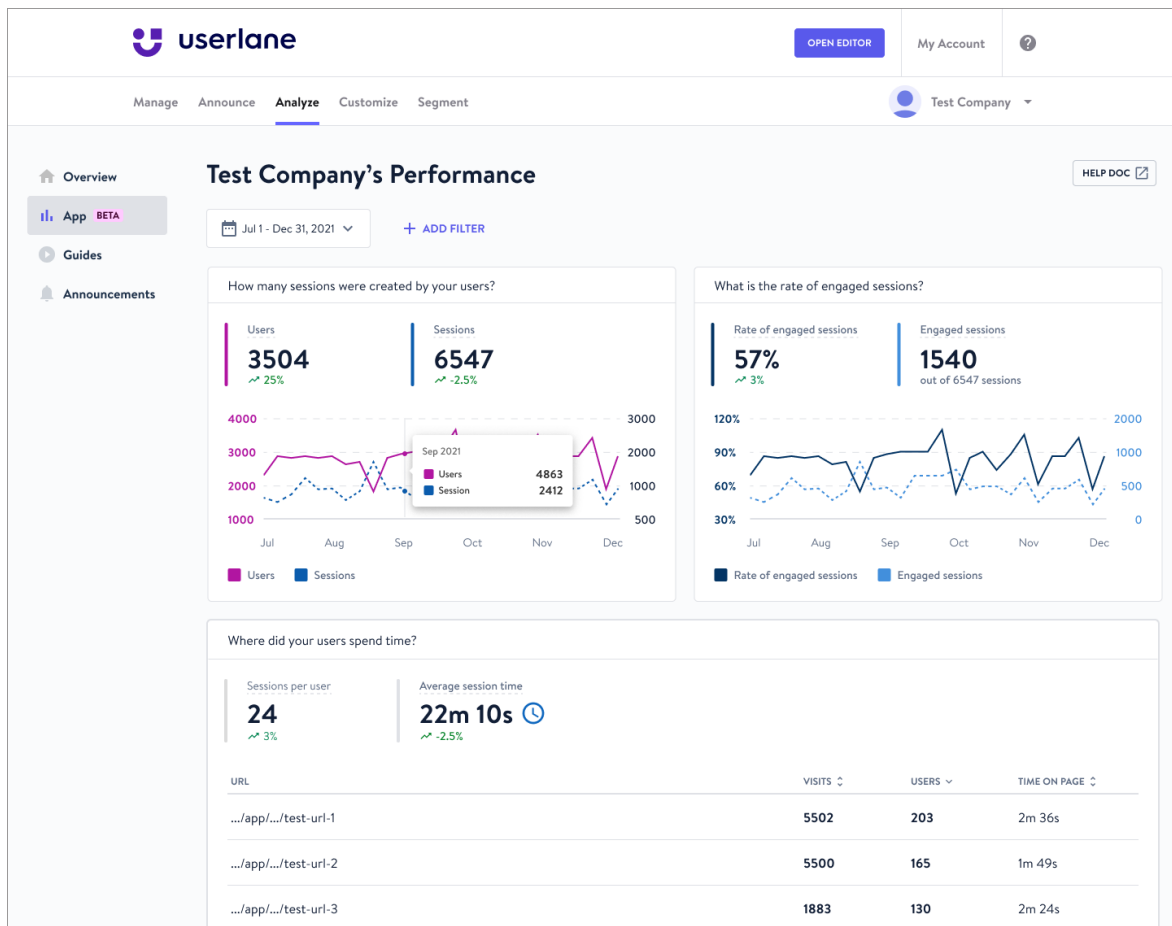 userlane
OPEN EDITOR
My Account
?
Manage
Announce
Analyze
Customize
Segment
Test Company
Overview
App BETA
Guides
Announcements
Test Company's Performance
HELP DOC
Jul 1 - Dec 31, 2021
+ ADD FILTER
How many sessions were created by your users?
Users
3504
25%
Sessions
6547
-2.5%
4000
3000
2000
1000
3000
2000
1000
500
Sep 2021
Users 4863
Session 2412
Jul Aug Sep Oct Nov Dec
Users Sessions
What is the rate of engaged sessions?
Rate of engaged sessions
57%
3%
Engaged sessions
1540
out of 6547 sessions
120%
90%
60%
30%
2000
1000
500
0
Jul Aug Sep Oct Nov Dec
Rate of engaged sessions Engaged sessions
Where did your users spend time?
Sessions per user
24
3%
Average session time
22m 10s
-2.5%
URL VISITS USERS TIME ON PAGE
.../app/.../test-url-1 5502 203 2m 36s
.../app/.../test-url-2 5500 165 1m 49s
.../app/.../test-url-3 1883 130 2m 24s